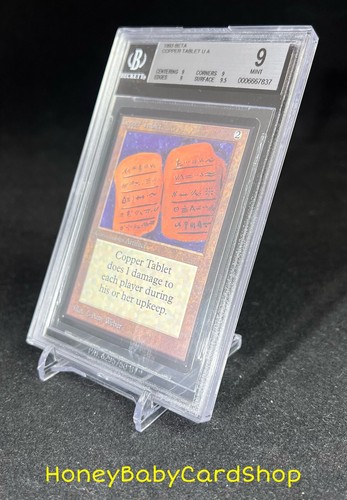 BECKETT
1993 BETA
COPPER TABLET U A
CENTERING 9 CORNERS 9
EDGES 9 SURFACE 9.5
9
MINT
0006667837
2
Copper Tablet
does 1 damage to
each player during
his or her upkeep.
HoneyBabyCardShop